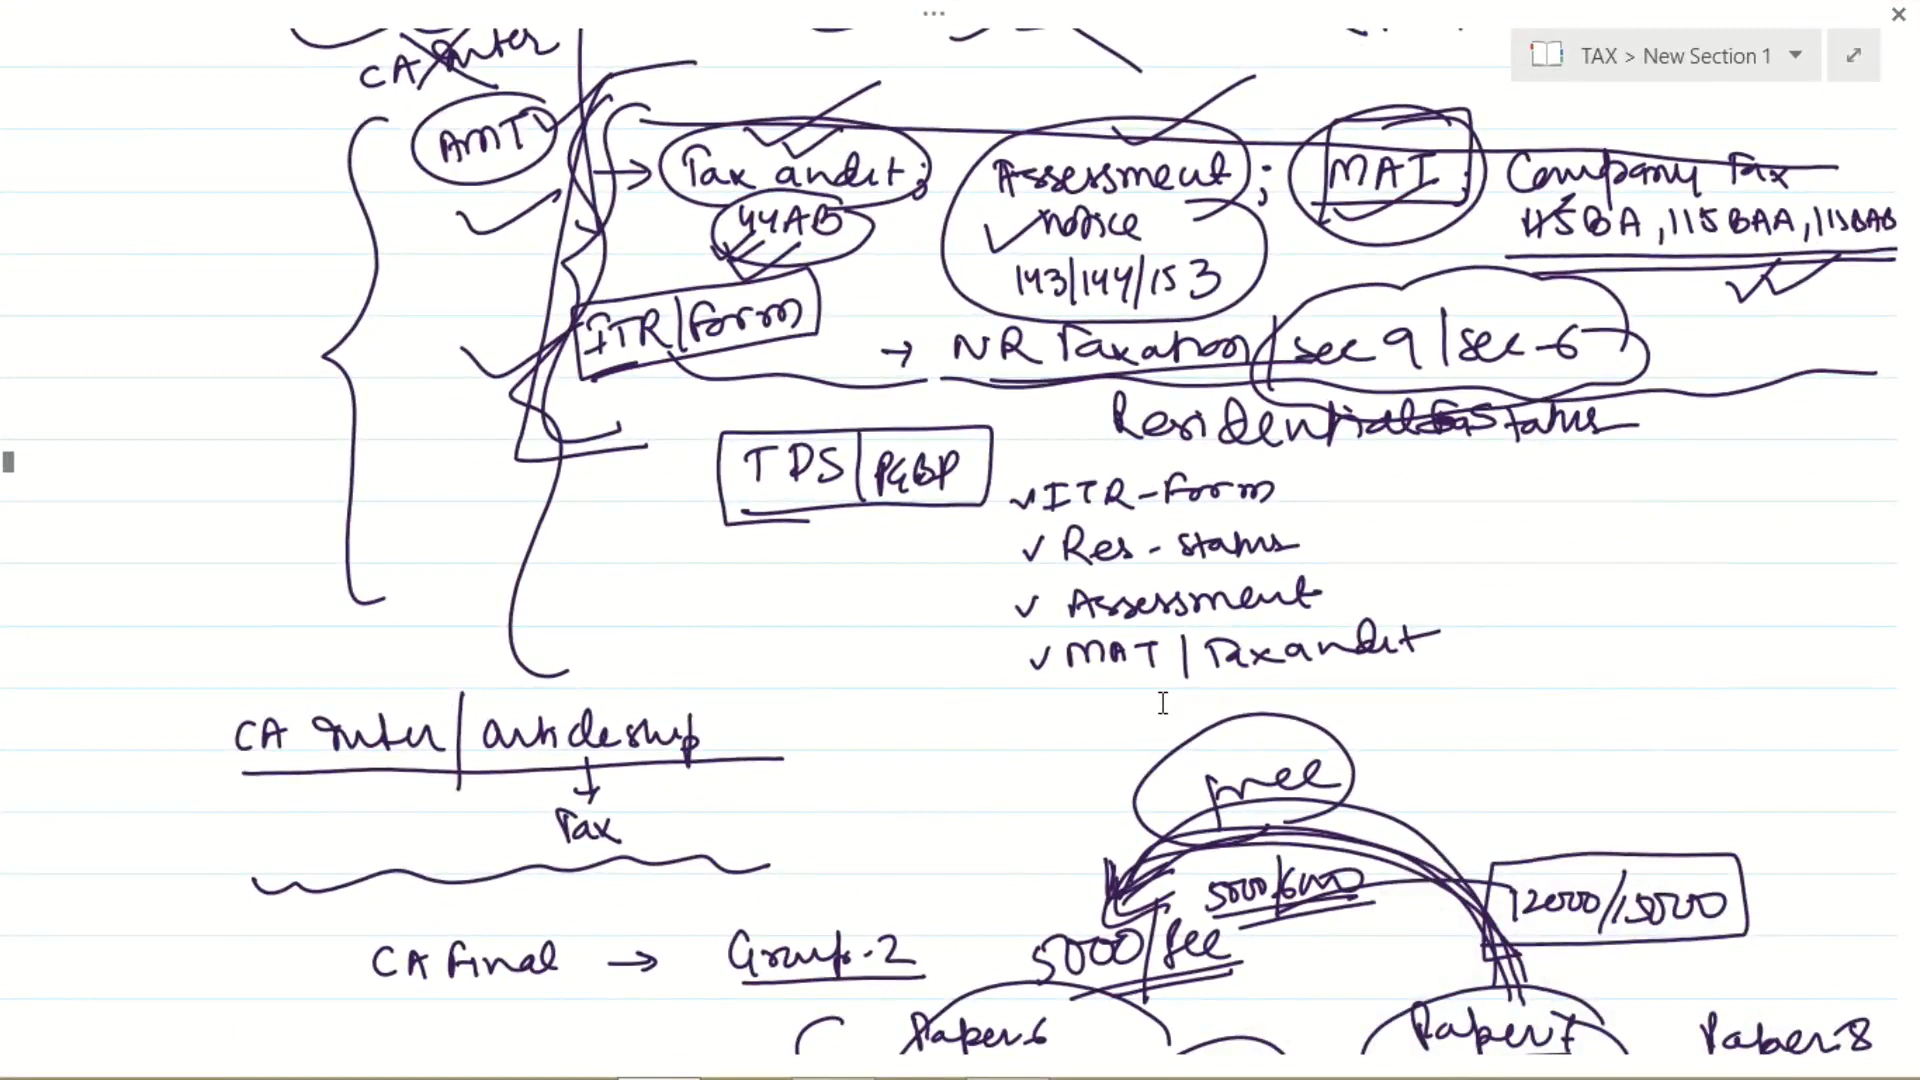 TAX > New Section 1
CA Inter
AMT
Tax audit;
Assessment;
MAT;
Company Tax
44AB
notice
115BA, 115BAA, 115BAB
143/144/153
ITR/form
→ NR Taxation/sec 9/sec-6
Residential Status
TDS/PGBP
✓ ITR-Form
✓ Res-status
✓ Assessment
✓ MAT | Tax audit
CA Inter | articleship
Tax
free
5000/6000
12000/15000
CA Final → Group-2
5000/fee
Paper-6
Paper-7
Paper-8